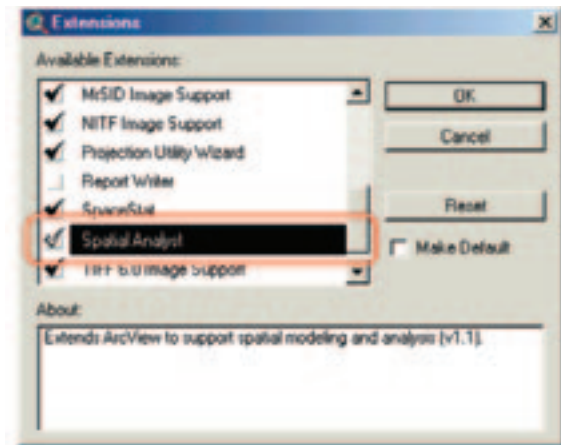 Extensions
Available Extensions:
MrSID Image Support
NITF Image Support
Projection Utility Wizard
Report Writer
SpaceStat
Spatial Analyst
TIFF 6.0 Image Support
OK
Cancel
Reset
Make Default
About:
Extends ArcView to support spatial modeling and analysis (v1.1).